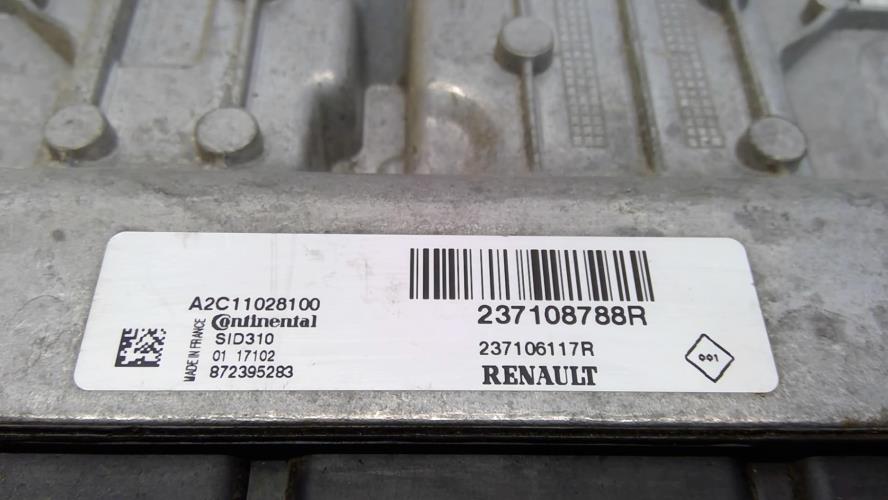 A2C11028100
Continental
SID310
01 17102
872395283
MADE IN FRANCE
237108788R
237106117R
RENAULT
001